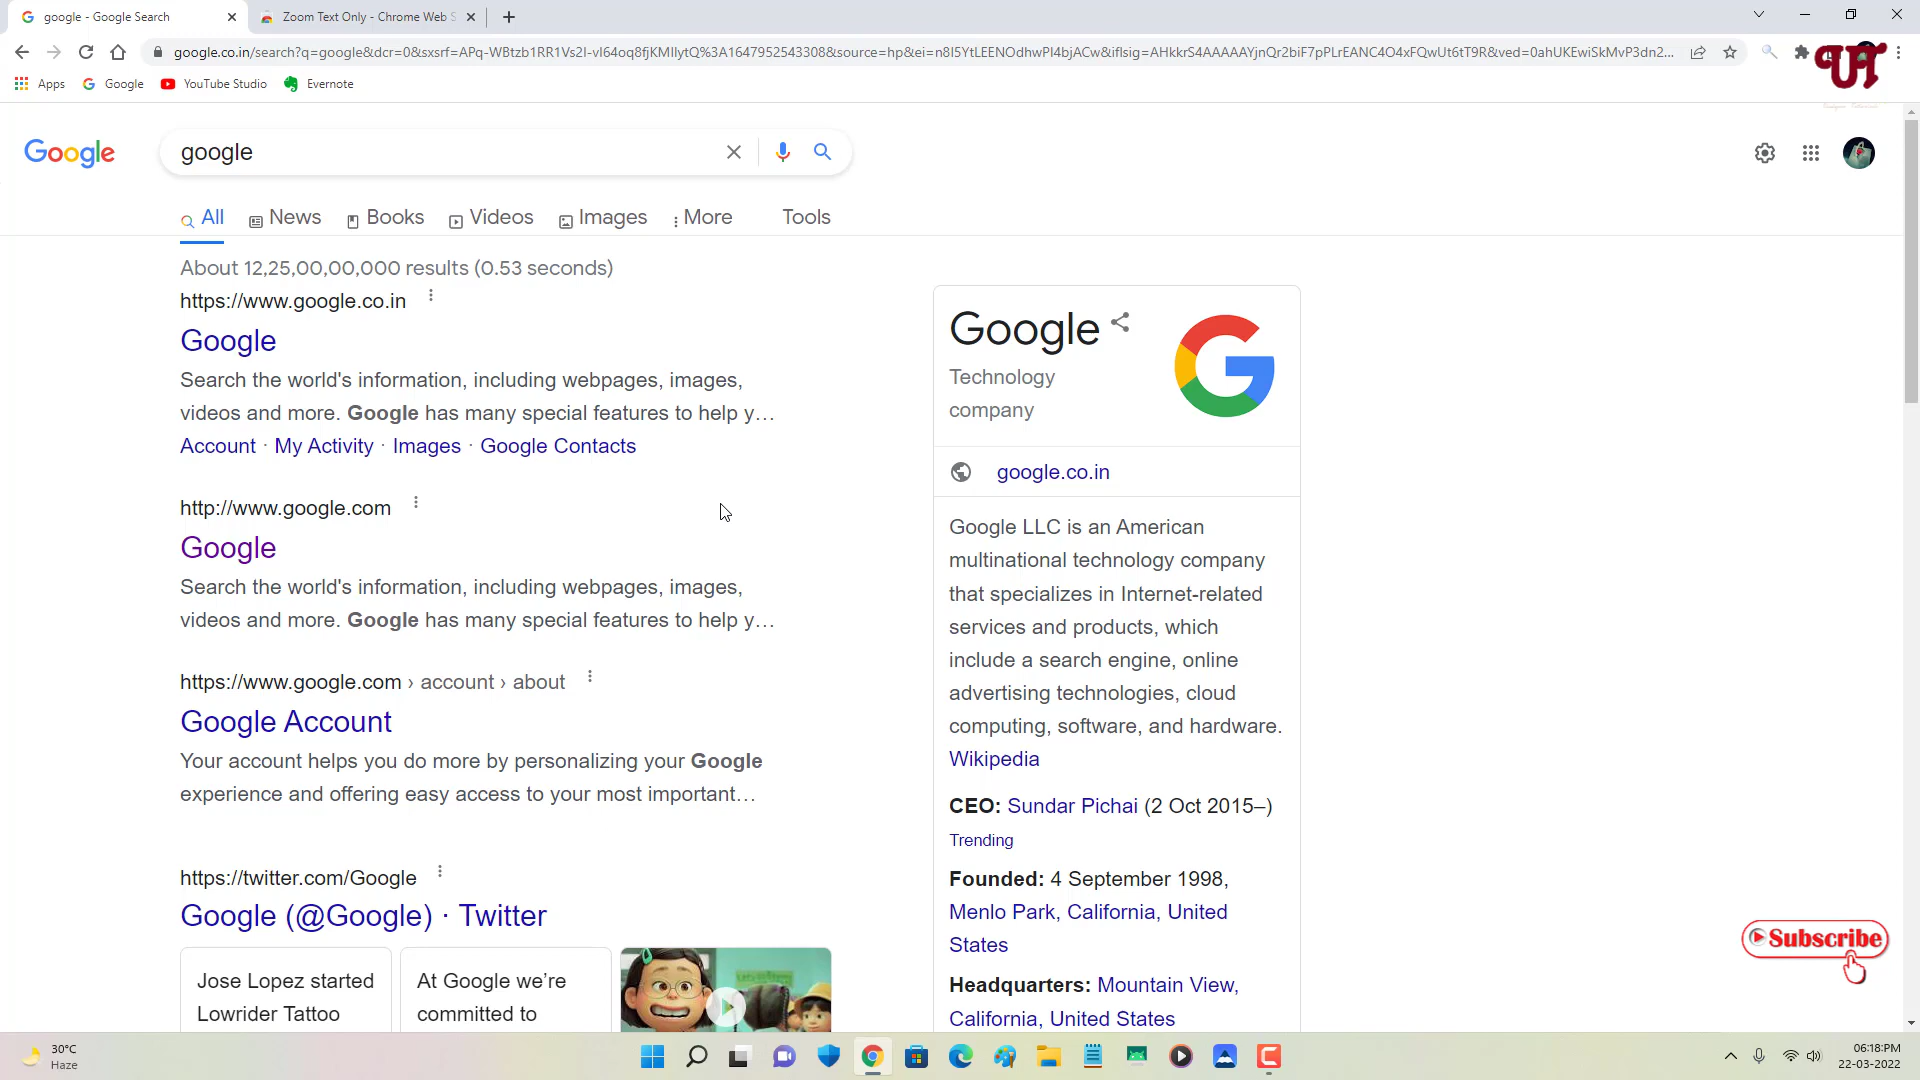 google - Google Search
Zoom Text Only - Chrome Web S
google.co.in/search?q=google&dcr=0&sxsrf=APq-WBtzb1RR1Vs2I-vI64oq8fjKMIlytQ%3A1647952543308&source=hp&ei=n8I5YtLEENOdhwPI4bjACw&iflsig=AHkkrS4AAAAAYjnQr2biF7pPLrEANC4O4xFQwUt6tT9R&ved=0ahUKEwiSkMvP3dn2...
Apps
Google
YouTube Studio
Evernote
UT
Google
google
All
News
Books
Videos
Images
More
Tools
About 12,25,00,00,000 results (0.53 seconds)
https://www.google.co.in
Google
Search the world's information, including webpages, images,
videos and more. Google has many special features to help y...
Account · My Activity · Images · Google Contacts
http://www.google.com
Google
Search the world's information, including webpages, images,
videos and more. Google has many special features to help y...
https://www.google.com › account › about
Google Account
Your account helps you do more by personalizing your Google
experience and offering easy access to your most important...
https://twitter.com/Google
Google (@Google) · Twitter
Jose Lopez started
Lowrider Tattoo
At Google we're
committed to
Google
Technology
company
google.co.in
Google LLC is an American
multinational technology company
that specializes in Internet-related
services and products, which
include a search engine, online
advertising technologies, cloud
computing, software, and hardware.
Wikipedia
CEO: Sundar Pichai (2 Oct 2015–)
Trending
Founded: 4 September 1998,
Menlo Park, California, United
States
Headquarters: Mountain View,
California, United States
Subscribe
30°C
Haze
06:18:PM
22-03-2022